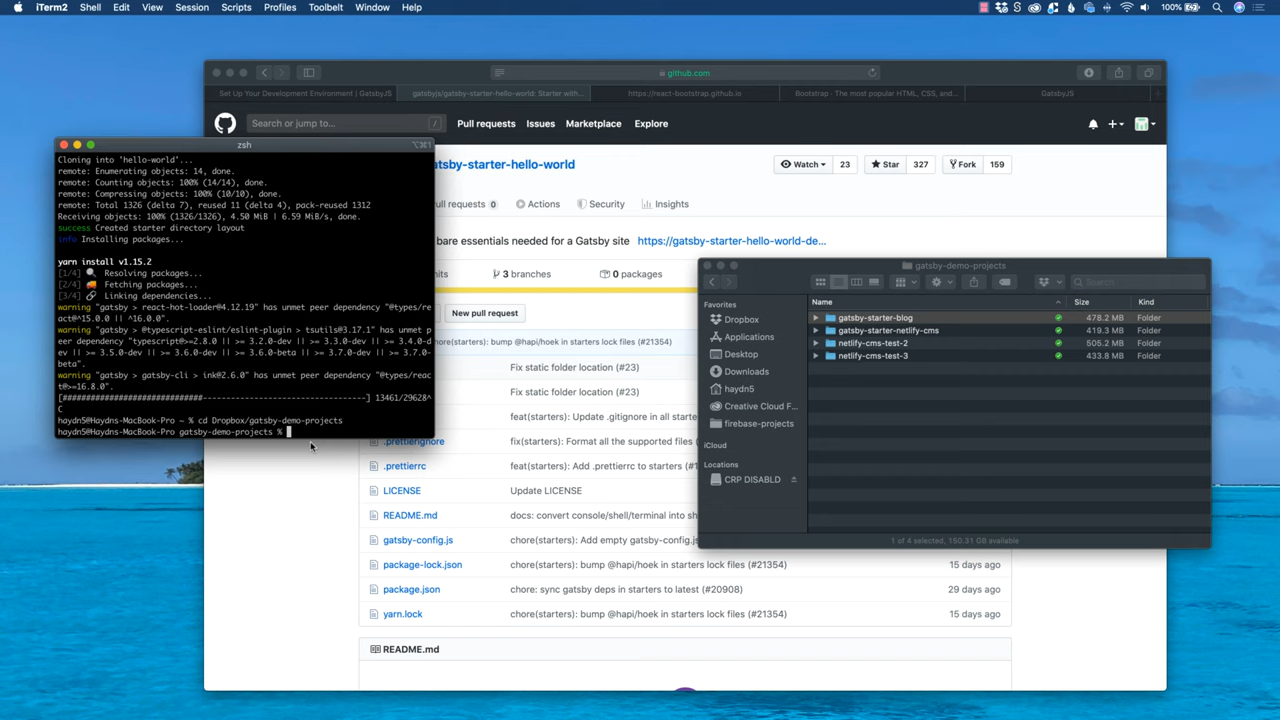 iTerm2 Shell Edit View Session Scripts Profiles Toolbelt Window Help
100%
github.com
Set Up Your Development Environment | GatsbyJS
gatsbyjs/gatsby-starter-hello-world: Starter with...
https://react-bootstrap.github.io
Bootstrap · The most popular HTML, CSS, and...
GatsbyJS
Search or jump to... /
Pull requests Issues Marketplace Explore
zsh
⌥⌘1
Cloning into 'hello-world'...
remote: Enumerating objects: 14, done.
remote: Counting objects: 100% (14/14), done.
remote: Compressing objects: 100% (10/10), done.
remote: Total 1326 (delta 7), reused 11 (delta 4), pack-reused 1312
Receiving objects: 100% (1326/1326), 4.50 MiB | 6.59 MiB/s, done.
success Created starter directory layout
info Installing packages...
yarn install v1.15.2
[1/4] Resolving packages...
[2/4] Fetching packages...
[3/4] Linking dependencies...
warning "gatsby > react-hot-loader@4.12.19" has unmet peer dependency "@types/re
act@^15.0.0 || ^16.0.0".
warning "gatsby > @typescript-eslint/eslint-plugin > tsutils@3.17.1" has unmet p
eer dependency "typescript@>=2.8.0 || >= 3.2.0-dev || >= 3.3.0-dev || >= 3.4.0-d
ev || >= 3.5.0-dev || >= 3.6.0-dev || >= 3.6.0-beta || >= 3.7.0-dev || >= 3.7.0-
beta".
warning "gatsby > gatsby-cli > ink@2.6.0" has unmet peer dependency "@types/reac
t@>=16.8.0".
[#############################-----------------------------------] 13461/29628^
C
haydn5@Haydns-MacBook-Pro ~ % cd Dropbox/gatsby-demo-projects
haydn5@Haydns-MacBook-Pro gatsby-demo-projects %
atsby-starter-hello-world
Watch 23
Star 327
Fork 159
ull requests 0
Actions
Security
Insights
bare essentials needed for a Gatsby site https://gatsby-starter-hello-world-de...
its
3 branches
0 packages
New pull request
hore(starters): bump @hapi/hoek in starters lock files (#21354)
Fix static folder location (#23)
Fix static folder location (#23)
feat(starters): Update .gitignore in all starters
.prettierignore fix(starters): Format all the supported files
.prettierrc feat(starters): Add .prettierrc to starters (#1
LICENSE Update LICENSE
README.md docs: convert console/shell/terminal into sh
gatsby-config.js chore(starters): Add empty gatsby-config.js
package-lock.json chore(starters): bump @hapi/hoek in starters lock files (#21354) 15 days ago
package.json chore: sync gatsby deps in starters to latest (#20908) 29 days ago
yarn.lock chore(starters): bump @hapi/hoek in starters lock files (#21354) 15 days ago
README.md
gatsby-demo-projects
Search
Favorites
Dropbox
Applications
Desktop
Downloads
haydn5
Creative Cloud F...
firebase-projects
iCloud
Locations
CRP DISABLD
Name Size Kind
gatsby-starter-blog 478.2 MB Folder
gatsby-starter-netlify-cms 419.3 MB Folder
netlify-cms-test-2 505.2 MB Folder
netlify-cms-test-3 433.8 MB Folder
1 of 4 selected, 150.31 GB available